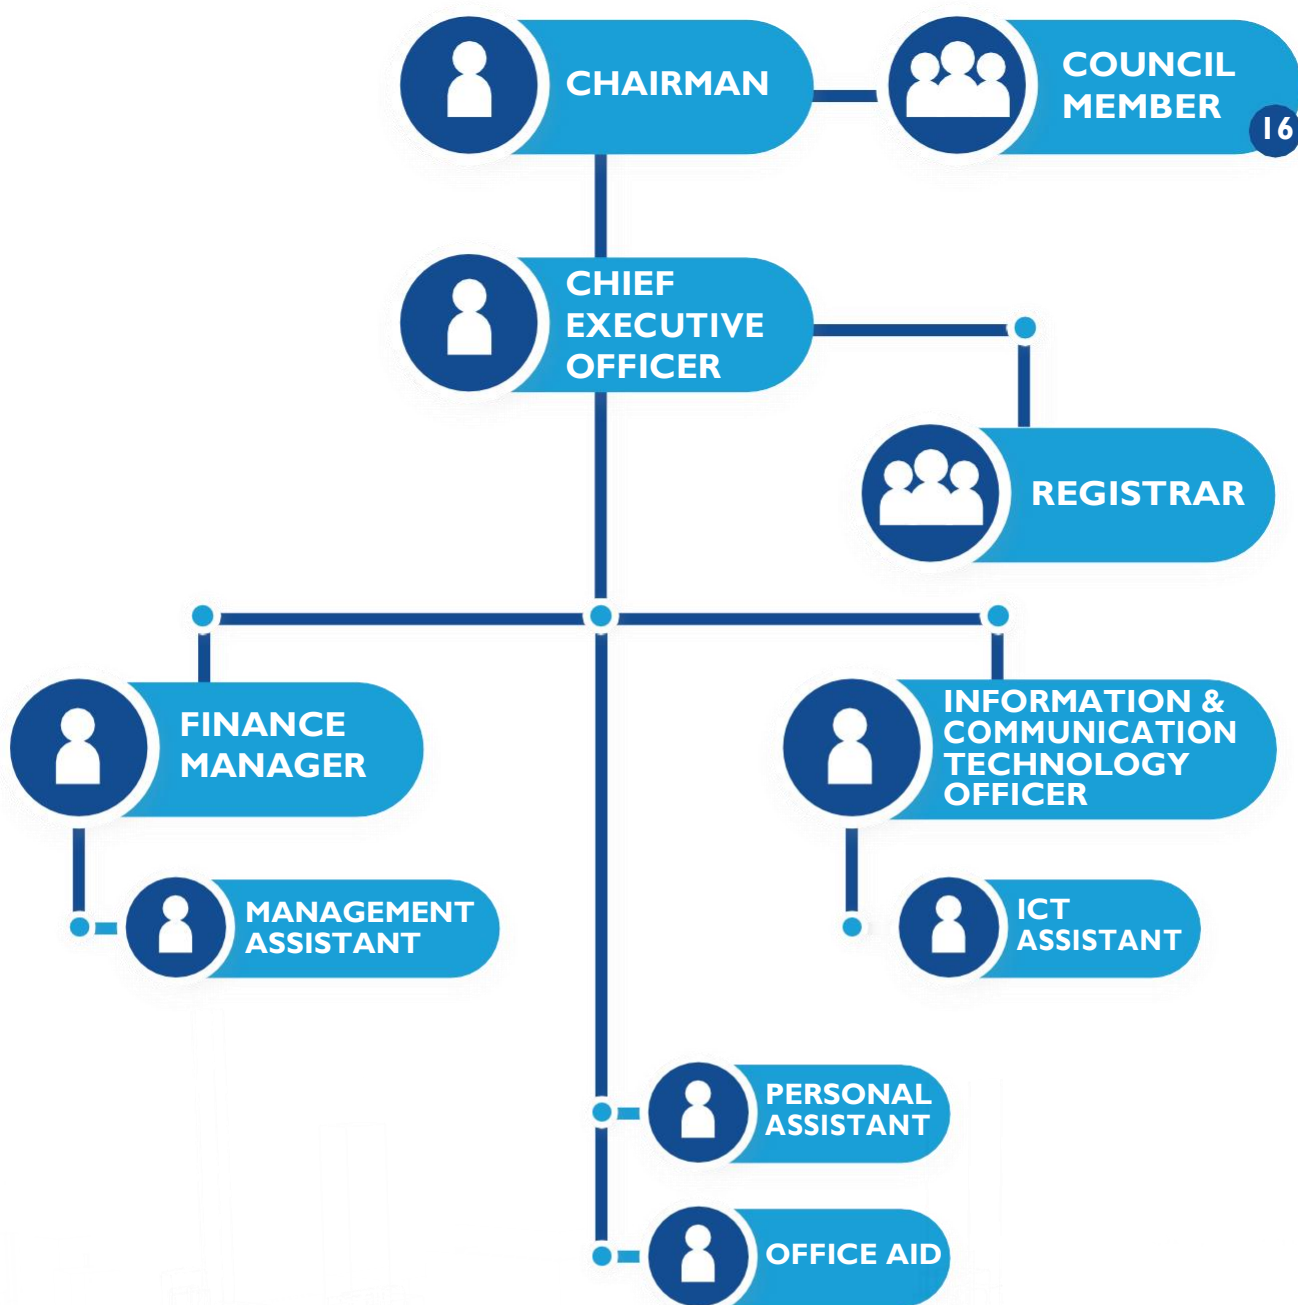 CHAIRMAN
COUNCIL
MEMBER
16
CHIEF
EXECUTIVE
OFFICER
REGISTRAR
FINANCE
MANAGER
INFORMATION &
COMMUNICATION
TECHNOLOGY
OFFICER
MANAGEMENT
ASSISTANT
ICT
ASSISTANT
PERSONAL
ASSISTANT
OFFICE AID